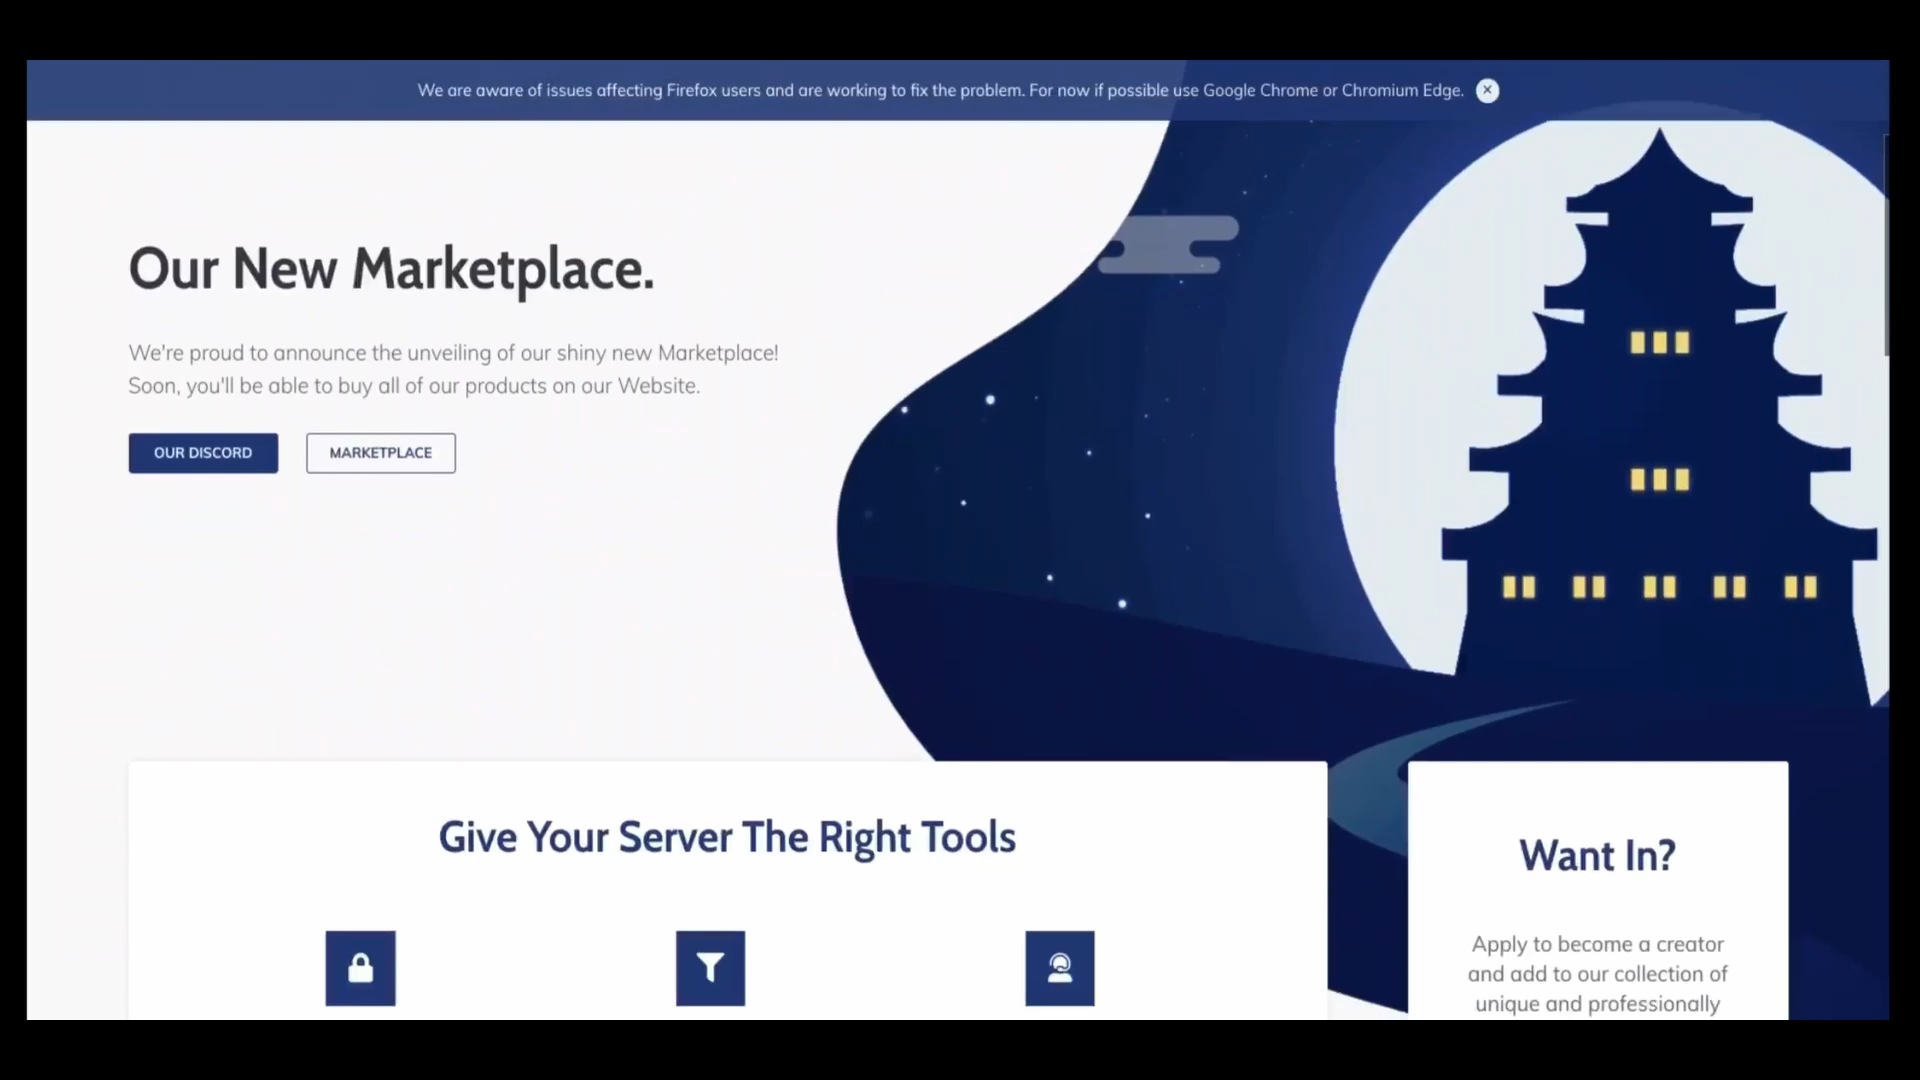 We are aware of issues affecting Firefox users and are working to fix the problem. For now if possible use Google Chrome or Chromium Edge.
Our New Marketplace.
We're proud to announce the unveiling of our shiny new Marketplace!
Soon, you'll be able to buy all of our products on our Website.
OUR DISCORD
MARKETPLACE
Give Your Server The Right Tools
Want In?
Apply to become a creator
and add to our collection of
unique and professionally